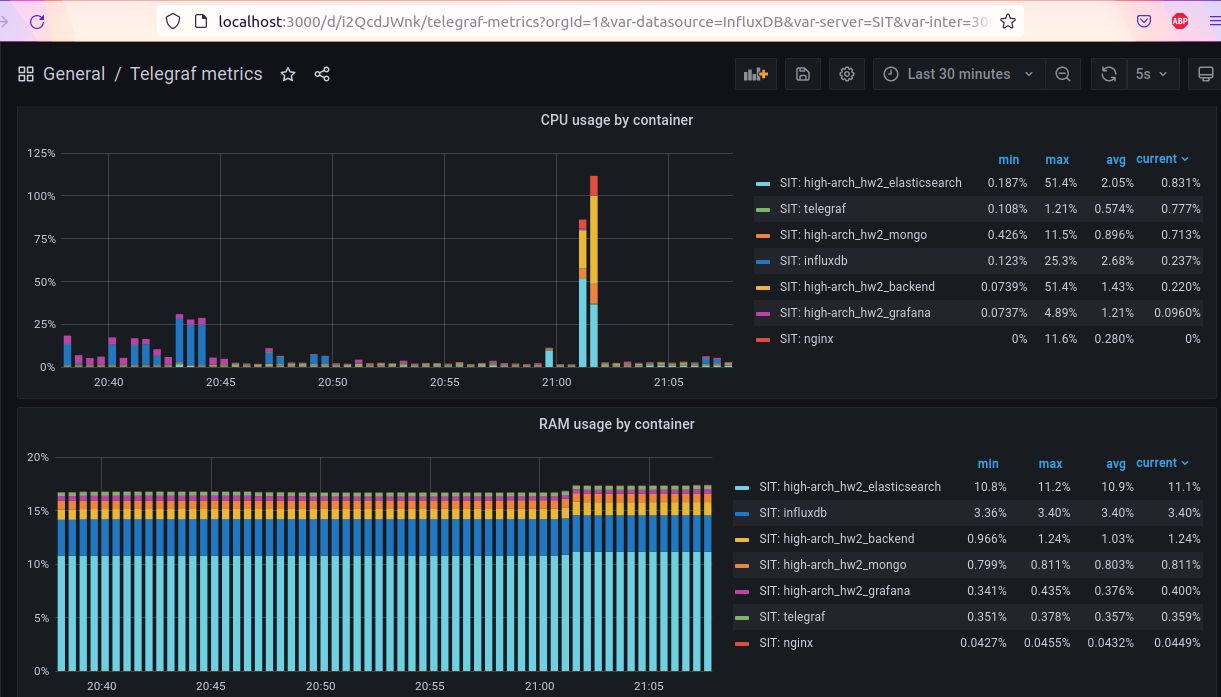 localhost:3000/d/i2QcdJWnk/telegraf-metrics?orgId=1&var-datasource=InfluxDB&var-server=SIT&var-inter=30
ABP
General / Telegraf metrics
Last 30 minutes
5s
CPU usage by container
125%
100%
75%
50%
25%
0%
20:40 20:45 20:50 20:55 21:00 21:05
min max avg current
SIT: high-arch_hw2_elasticsearch 0.187% 51.4% 2.05% 0.831%
SIT: telegraf 0.108% 1.21% 0.574% 0.777%
SIT: high-arch_hw2_mongo 0.426% 11.5% 0.896% 0.713%
SIT: influxdb 0.123% 25.3% 2.68% 0.237%
SIT: high-arch_hw2_backend 0.0739% 51.4% 1.43% 0.220%
SIT: high-arch_hw2_grafana 0.0737% 4.89% 1.21% 0.0960%
SIT: nginx 0% 11.6% 0.280% 0%
RAM usage by container
20%
15%
10%
5%
0%
20:40 20:45 20:50 20:55 21:00 21:05
min max avg current
SIT: high-arch_hw2_elasticsearch 10.8% 11.2% 10.9% 11.1%
SIT: influxdb 3.36% 3.40% 3.40% 3.40%
SIT: high-arch_hw2_backend 0.966% 1.24% 1.03% 1.24%
SIT: high-arch_hw2_mongo 0.799% 0.811% 0.803% 0.811%
SIT: high-arch_hw2_grafana 0.341% 0.435% 0.376% 0.400%
SIT: telegraf 0.351% 0.378% 0.357% 0.359%
SIT: nginx 0.0427% 0.0455% 0.0432% 0.0449%